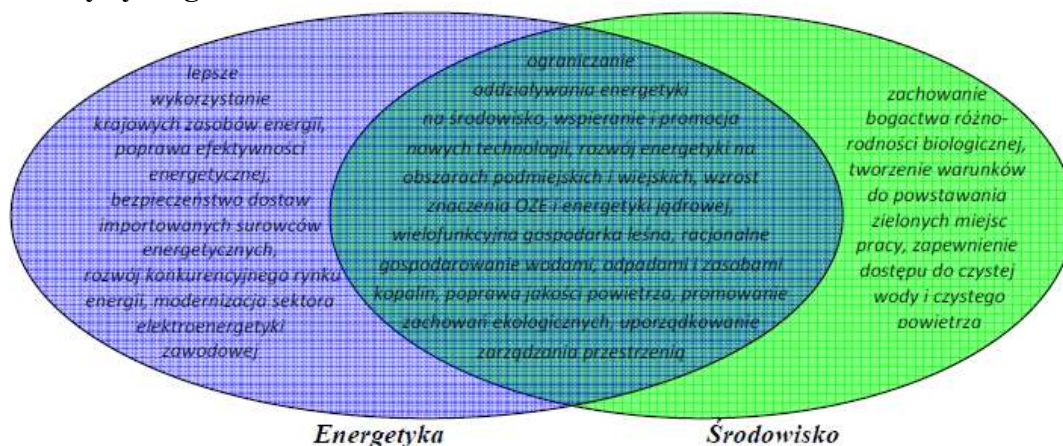 lepsze
wykorzystanie
krajowych zasobów energii,
poprawa efektywności
energetycznej,
bezpieczeństwo dostaw
importowanych surowców
energetycznych,
rozwój konkurencyjnego rynku
energii, modernizacja sektora
elektroenergetyki
zawodowej
ograniczanie
oddziaływania energetyki
na środowisko, wspieranie i promocja
nowych technologii, rozwój energetyki na
obszarach podmiejskich i wiejskich, wzrost
znaczenia OZE i energetyki jądrowej,
wielofunkcyjna gospodarka leśna, racjonalne
gospodarowanie wodami, odpadami i zasobami
kopalin, poprawa jakości powietrza, promowanie
zachowań ekologicznych, uporządkowanie
zarządzania przestrzenią
zachowanie
bogactwa różno-
rodności biologicznej,
tworzenie warunków
do powstawania
zielonych miejsc
pracy, zapewnienie
dostępu do czystej
wody i czystego
powietrza
Energetyka
Środowisko